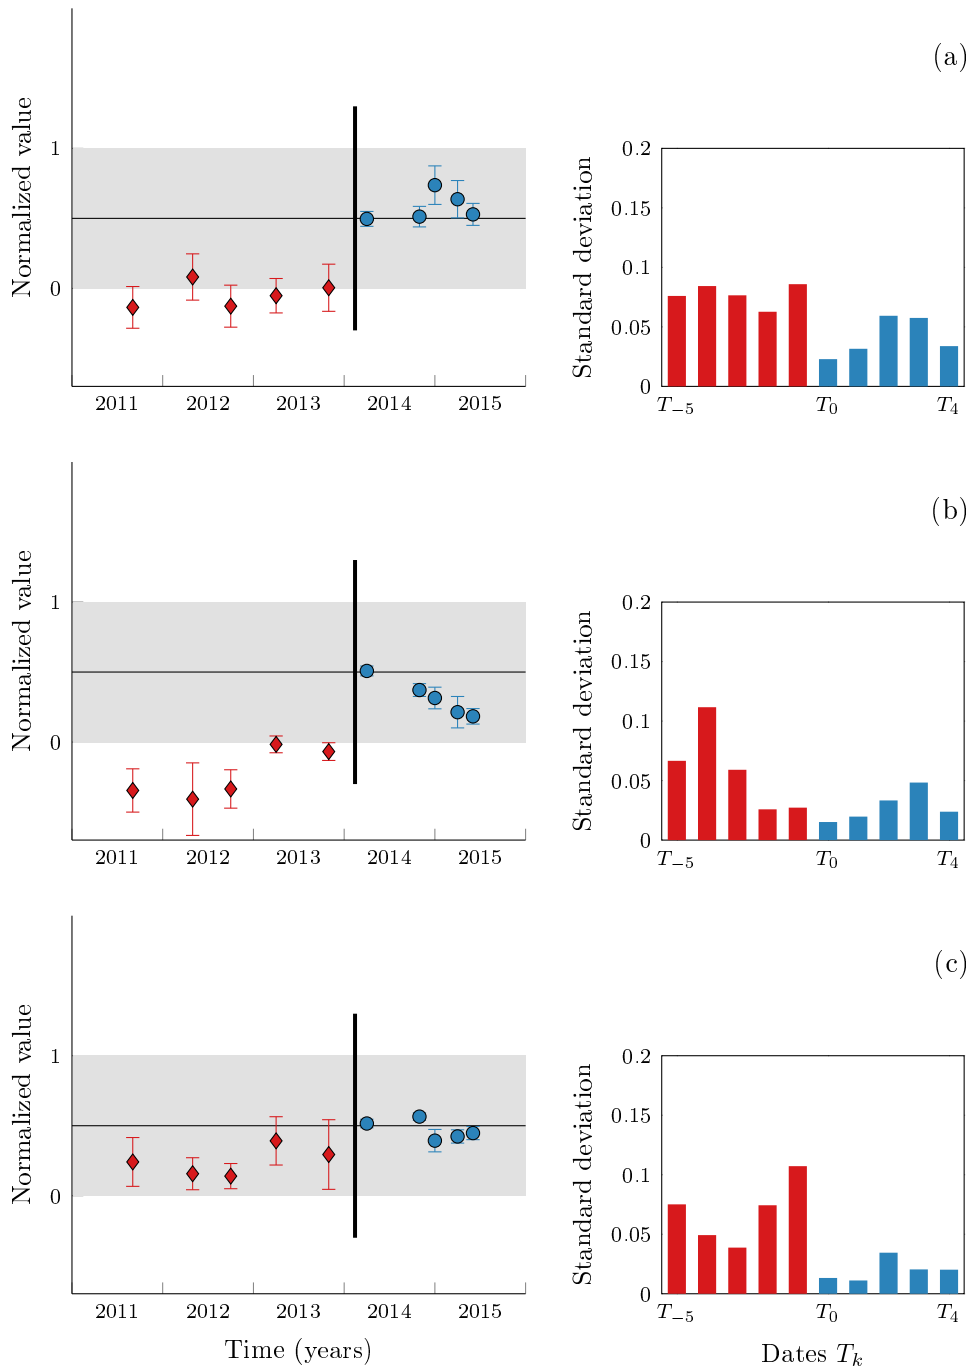 (a)
Normalized value
1
0
2011 2012 2013 2014 2015
Standard deviation
0.2
0.15
0.1
0.05
0
T₋₅ T₀ T₄
(b)
Normalized value
1
0
2011 2012 2013 2014 2015
Standard deviation
0.2
0.15
0.1
0.05
0
T₋₅ T₀ T₄
(c)
Normalized value
1
0
2011 2012 2013 2014 2015
Time (years)
Standard deviation
0.2
0.15
0.1
0.05
0
T₋₅ T₀ T₄
Dates Tₖ